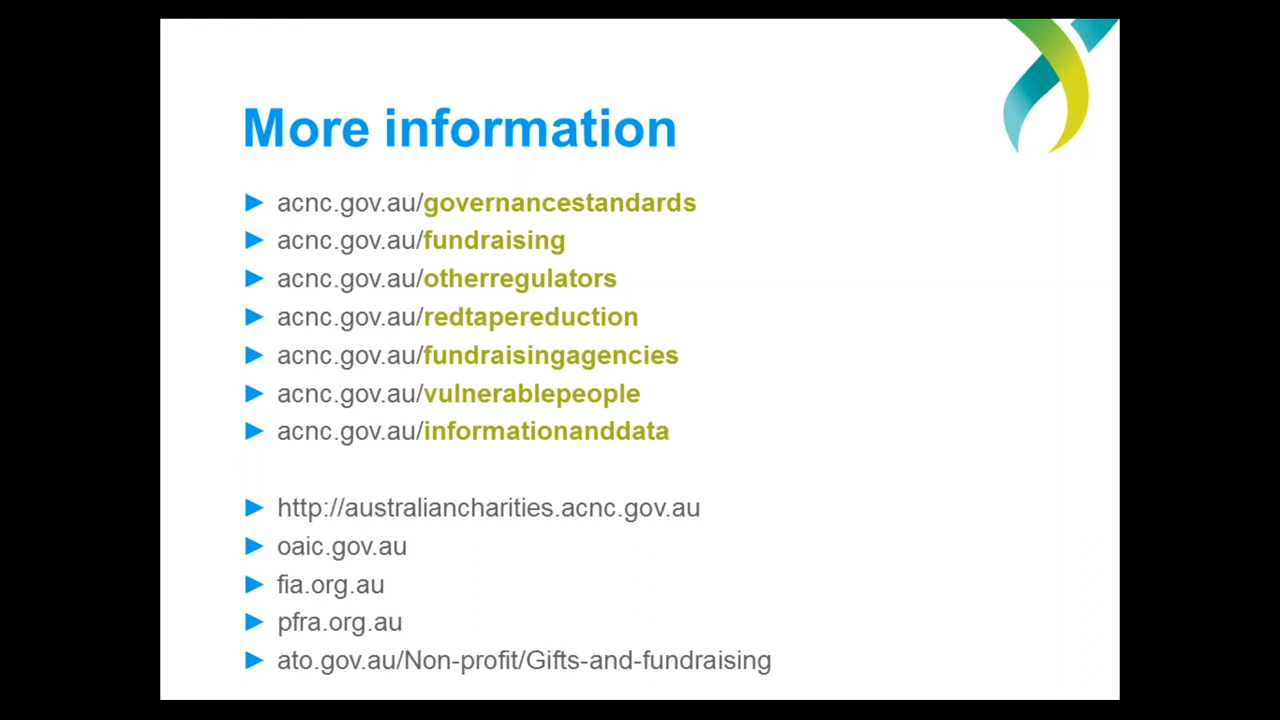 More information
► acnc.gov.au/governancestandards
► acnc.gov.au/fundraising
► acnc.gov.au/otherregulators
► acnc.gov.au/redtapereduction
► acnc.gov.au/fundraisingagencies
► acnc.gov.au/vulnerablepeople
► acnc.gov.au/informationanddata
► http://australiancharities.acnc.gov.au
► oaic.gov.au
► fia.org.au
► pfra.org.au
► ato.gov.au/Non-profit/Gifts-and-fundraising